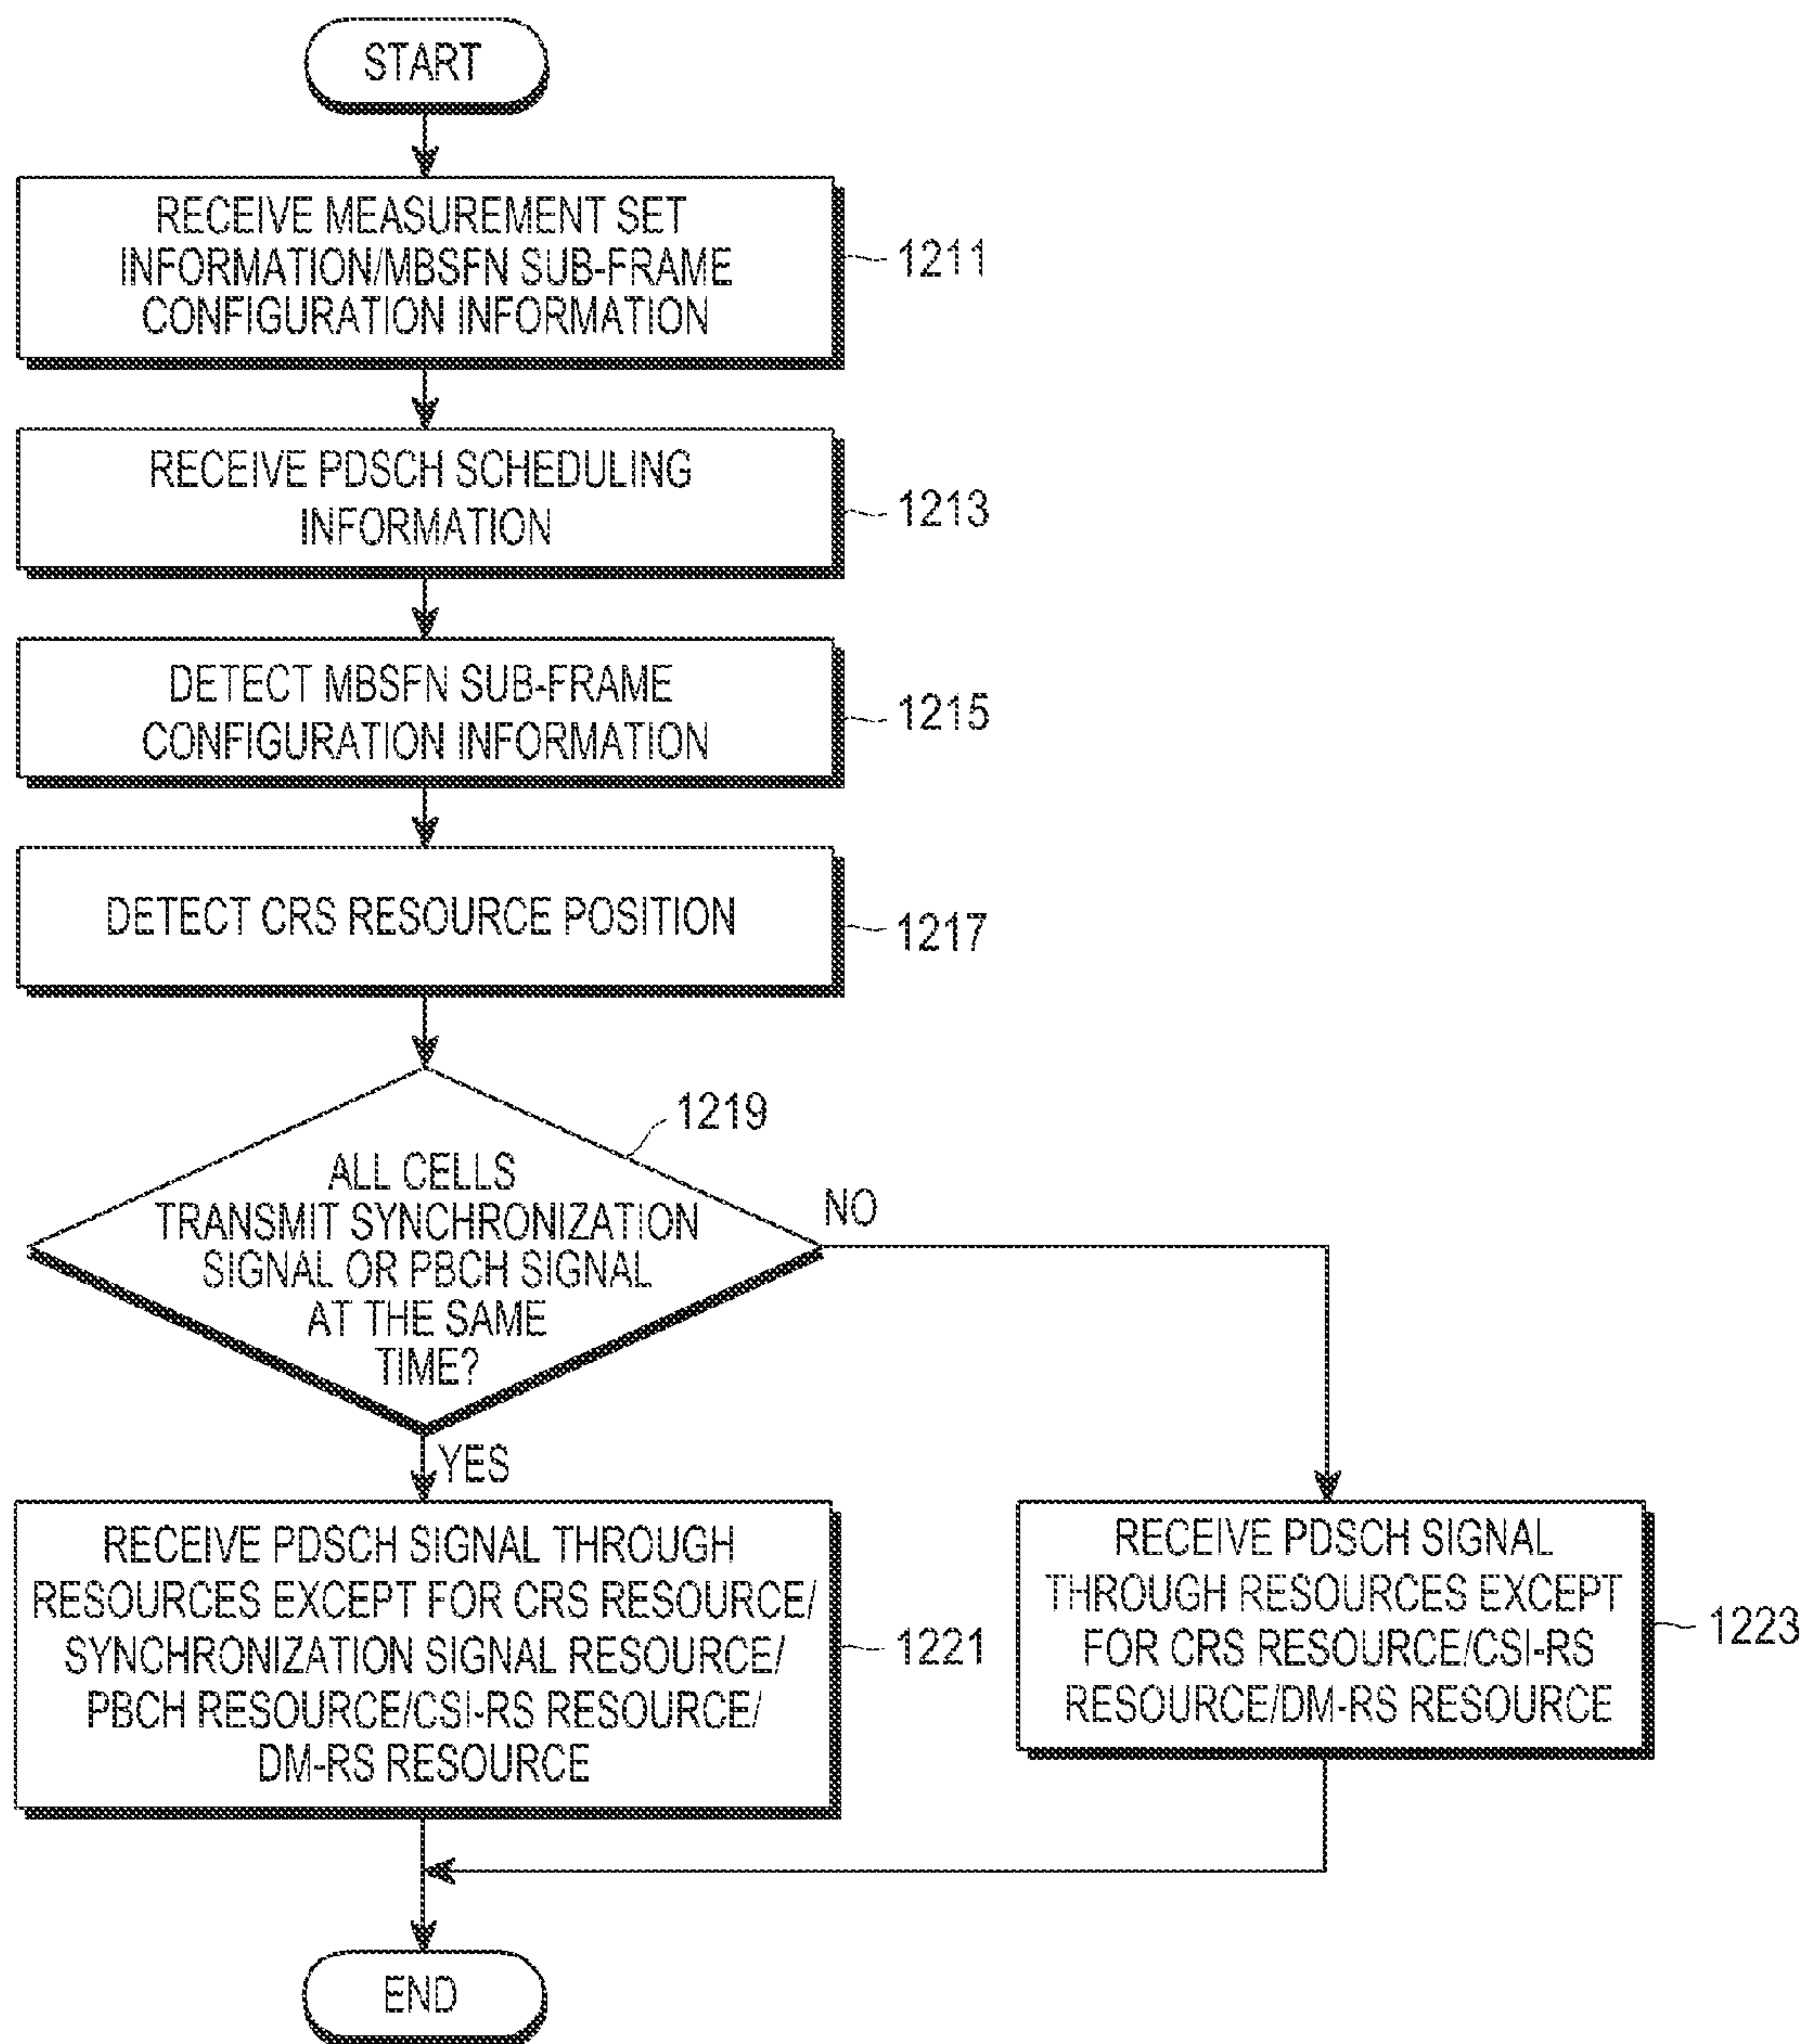 START
RECEIVE MEASUREMENT SET
INFORMATION/MBSFN SUB-FRAME
CONFIGURATION INFORMATION
1211
RECEIVE PDSCH SCHEDULING
INFORMATION
1213
DETECT MBSFN SUB-FRAME
CONFIGURATION INFORMATION
1215
DETECT CRS RESOURCE POSITION
1217
1219
ALL CELLS
TRANSMIT SYNCHRONIZATION
SIGNAL OR PBCH SIGNAL
AT THE SAME
TIME?
NO
YES
RECEIVE PDSCH SIGNAL THROUGH
RESOURCES EXCEPT FOR CRS RESOURCE/
SYNCHRONIZATION SIGNAL RESOURCE/
PBCH RESOURCE/CSI-RS RESOURCE/
DM-RS RESOURCE
1221
RECEIVE PDSCH SIGNAL
THROUGH RESOURCES EXCEPT
FOR CRS RESOURCE/CSI-RS
RESOURCE/DM-RS RESOURCE
1223
END